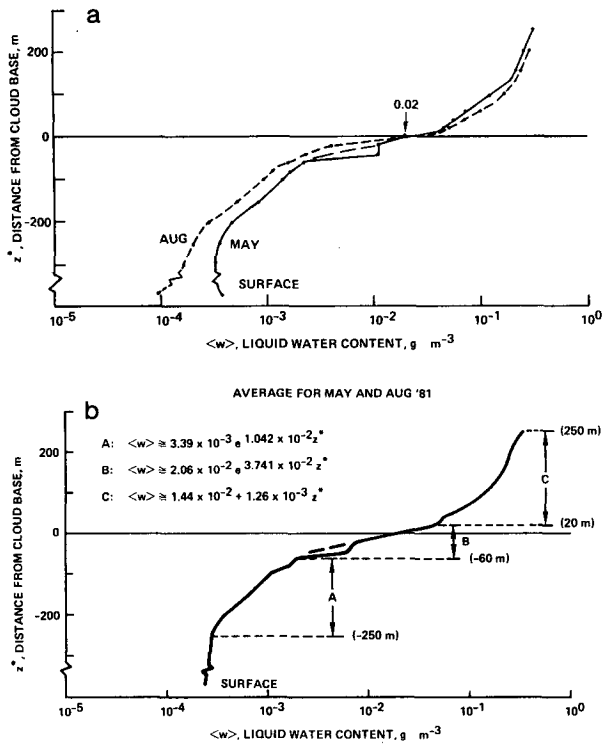 a
200
0
-200
z*, DISTANCE FROM CLOUD BASE, m
0.02
AUG
MAY
SURFACE
10⁻⁵ 10⁻⁴ 10⁻³ 10⁻² 10⁻¹ 10⁰
<w>, LIQUID WATER CONTENT, g m⁻³
AVERAGE FOR MAY AND AUG '81
b
A: <w> ≅ 3.39 x 10⁻³ e 1.042 x 10⁻² z*
B: <w> ≅ 2.06 x 10⁻² e 3.741 x 10⁻² z*
C: <w> ≅ 1.44 x 10⁻² + 1.26 x 10⁻³ z*
200
0
-200
z*, DISTANCE FROM CLOUD BASE, m
(250 m)
C
(20 m)
B
(-60 m)
A
(-250 m)
SURFACE
10⁻⁵ 10⁻⁴ 10⁻³ 10⁻² 10⁻¹ 10⁰
<w>, LIQUID WATER CONTENT, g m⁻³